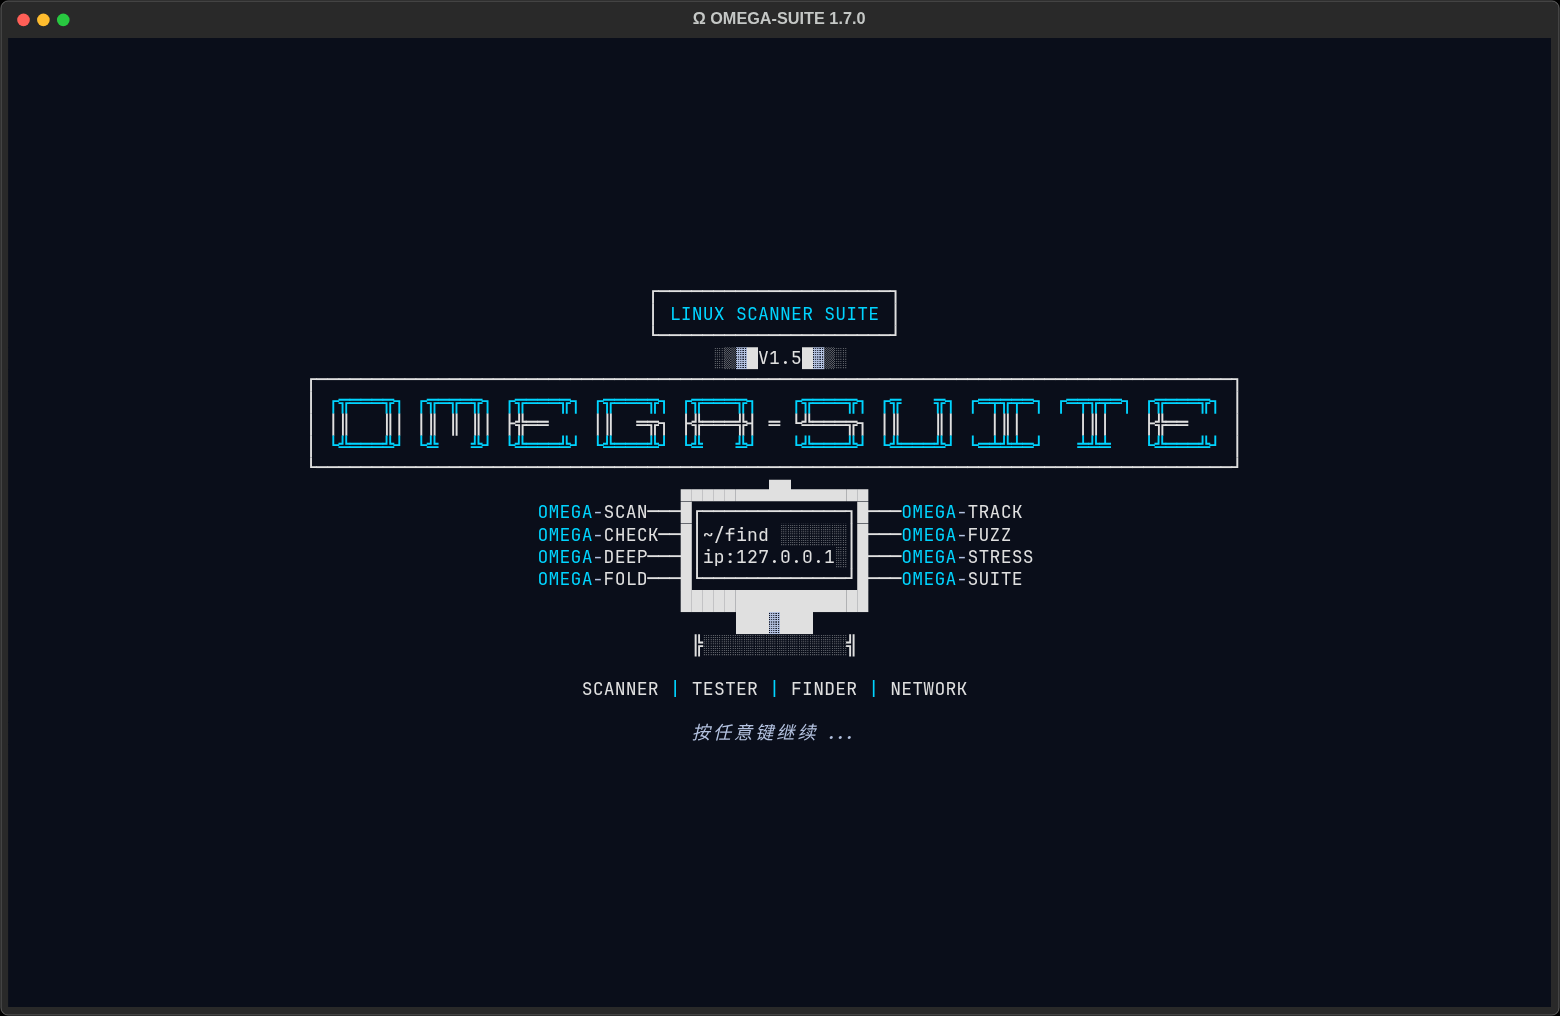 Ω OMEGA-SUITE 1.7.0
LINUX SCANNER SUITE
V1.5
OMEGA-SUITE
OMEGA-SCAN
OMEGA-TRACK
OMEGA-CHECK
~/find
OMEGA-FUZZ
OMEGA-DEEP
ip:127.0.0.1
OMEGA-STRESS
OMEGA-FOLD
OMEGA-SUITE
SCANNER | TESTER | FINDER | NETWORK
按任意键继续 ...